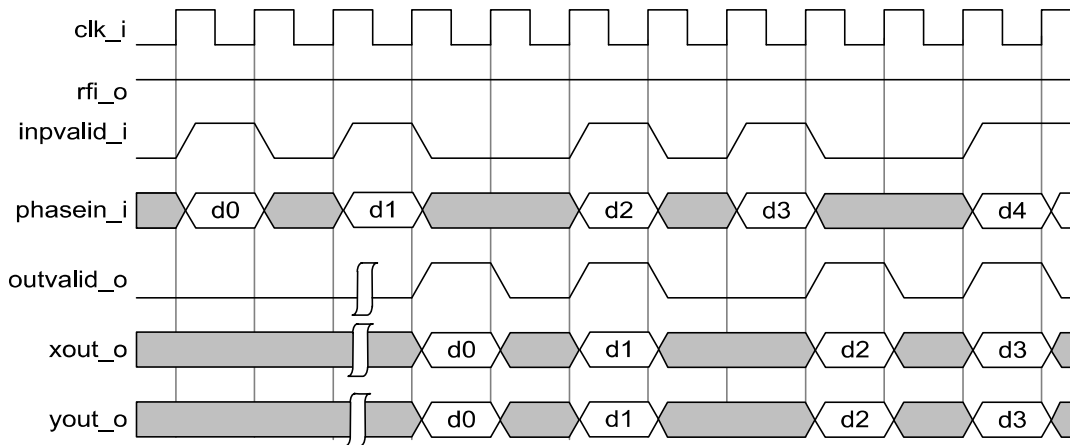 clk_i
rfi_o
inpvalid_i
phasein_i d0 d1 d2 d3 d4
outvalid_o
xout_o d0 d1 d2 d3
yout_o d0 d1 d2 d3